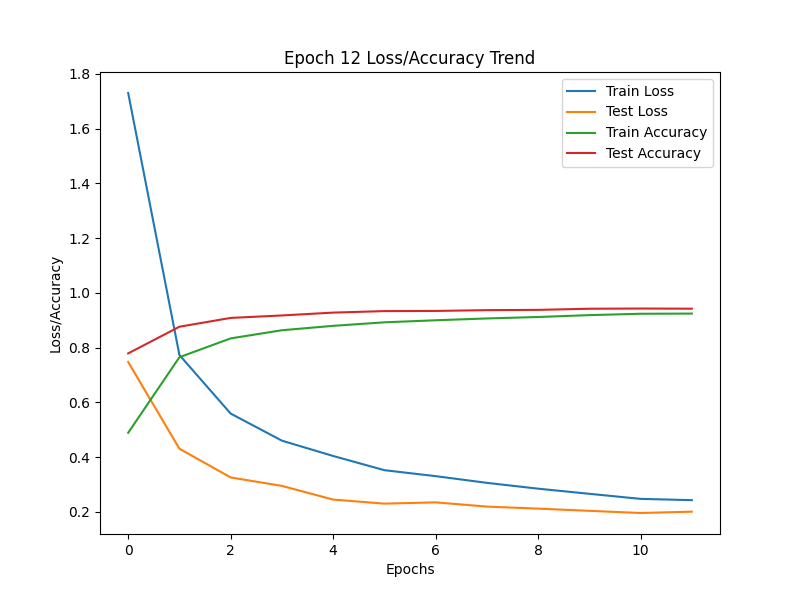 Epoch 12 Loss/Accuracy Trend
Train Loss
Test Loss
Train Accuracy
Test Accuracy
Loss/Accuracy
1.8
1.6
1.4
1.2
1.0
0.8
0.6
0.4
0.2
0 2 4 6 8 10
Epochs